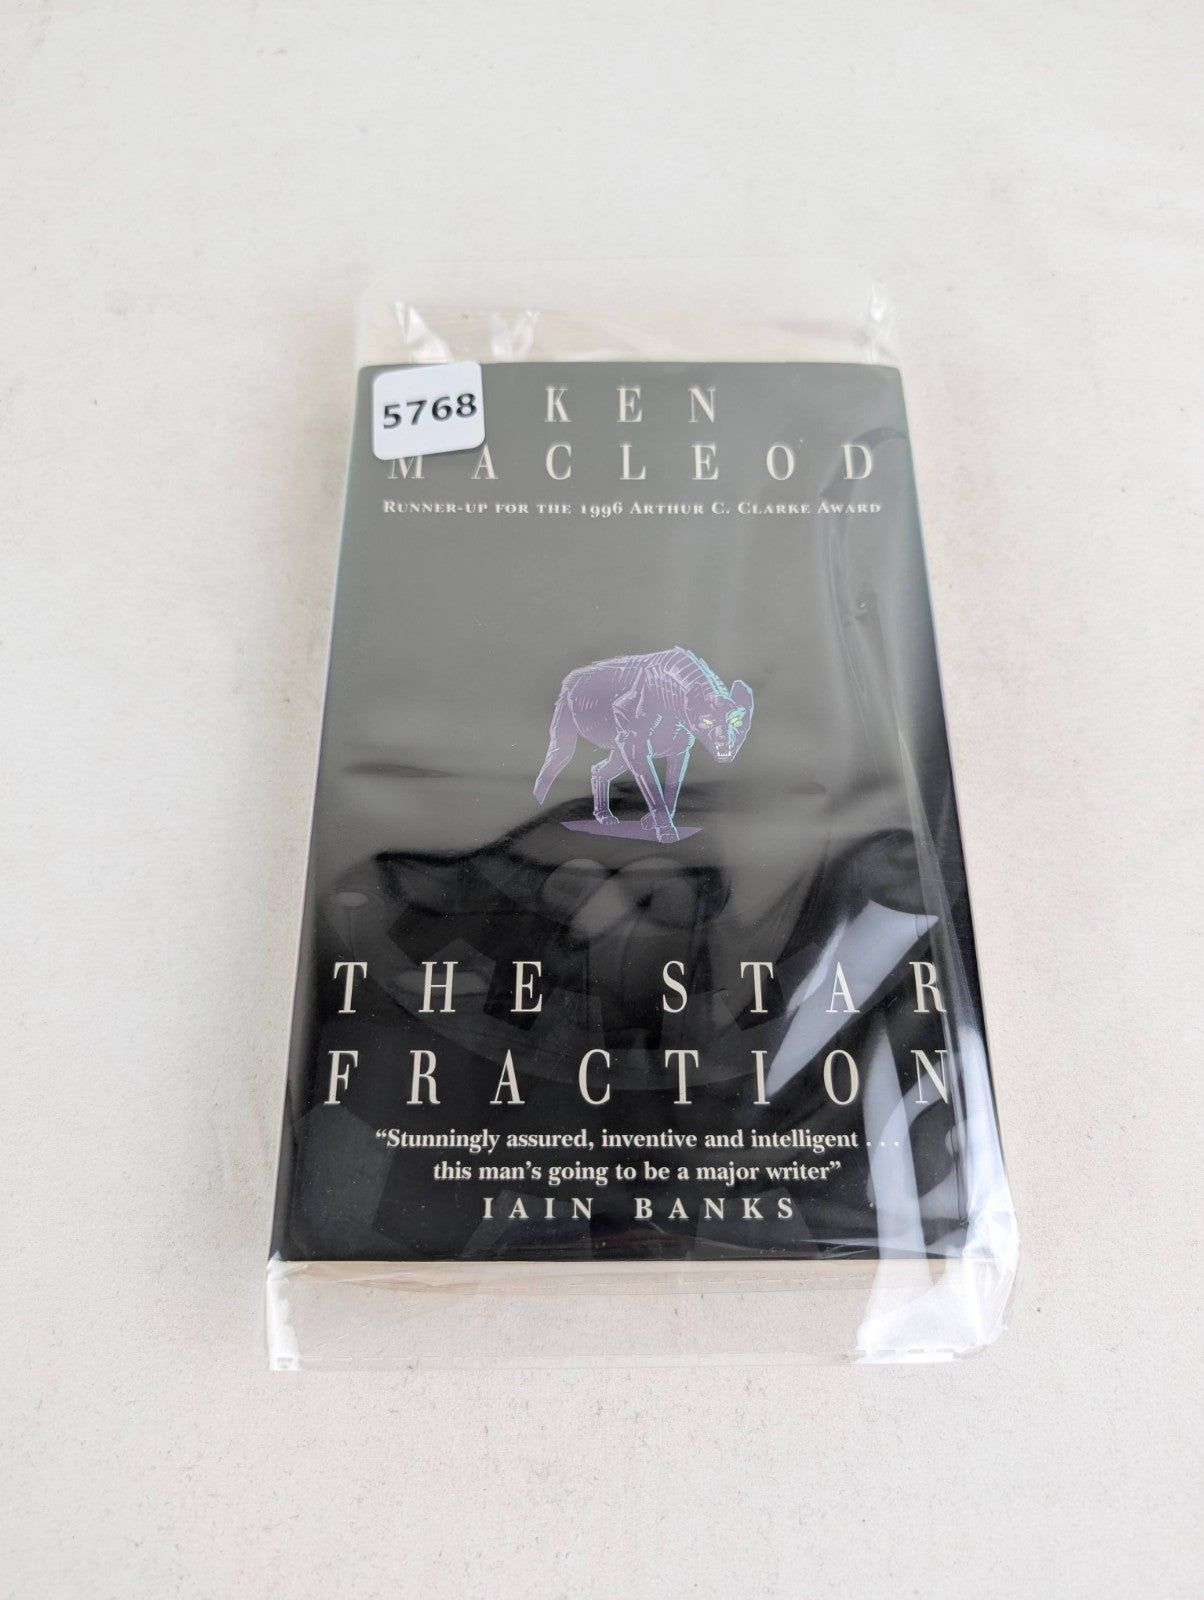 5768
KEN
MACLEOD
RUNNER-UP FOR THE 1996 ARTHUR C. CLARKE AWARD
THE STAR
FRACTION
“Stunningly assured, inventive and intelligent . . .
this man's going to be a major writer”
IAIN BANKS